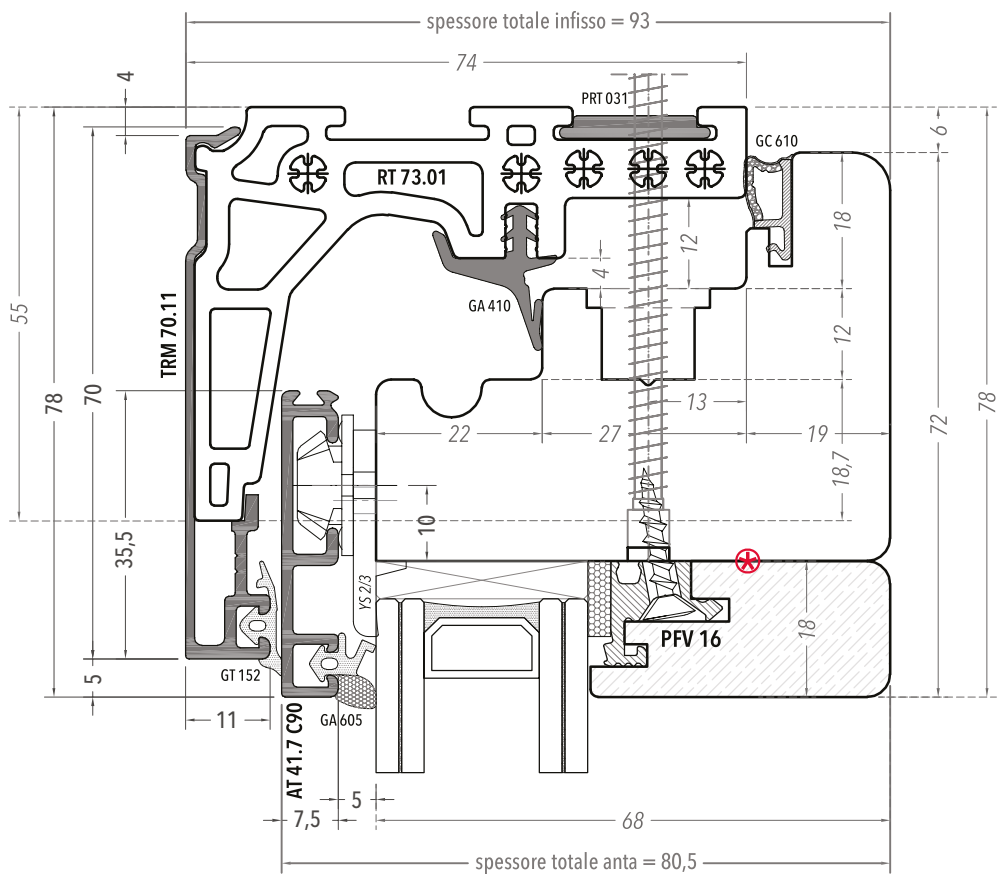 spessore totale infisso = 93
74
4
PRT 031
6
GC 610
RT 73.01
18
12
4
GA 410
55
TRM 70.11
12
78
70
13
72
78
22
27
19
18,7
10
35,5
YS 2/3
18
PFV 16
GT 152
5
11
GA 605
AT 41.7 C90
5
7,5
68
spessore totale anta = 80,5